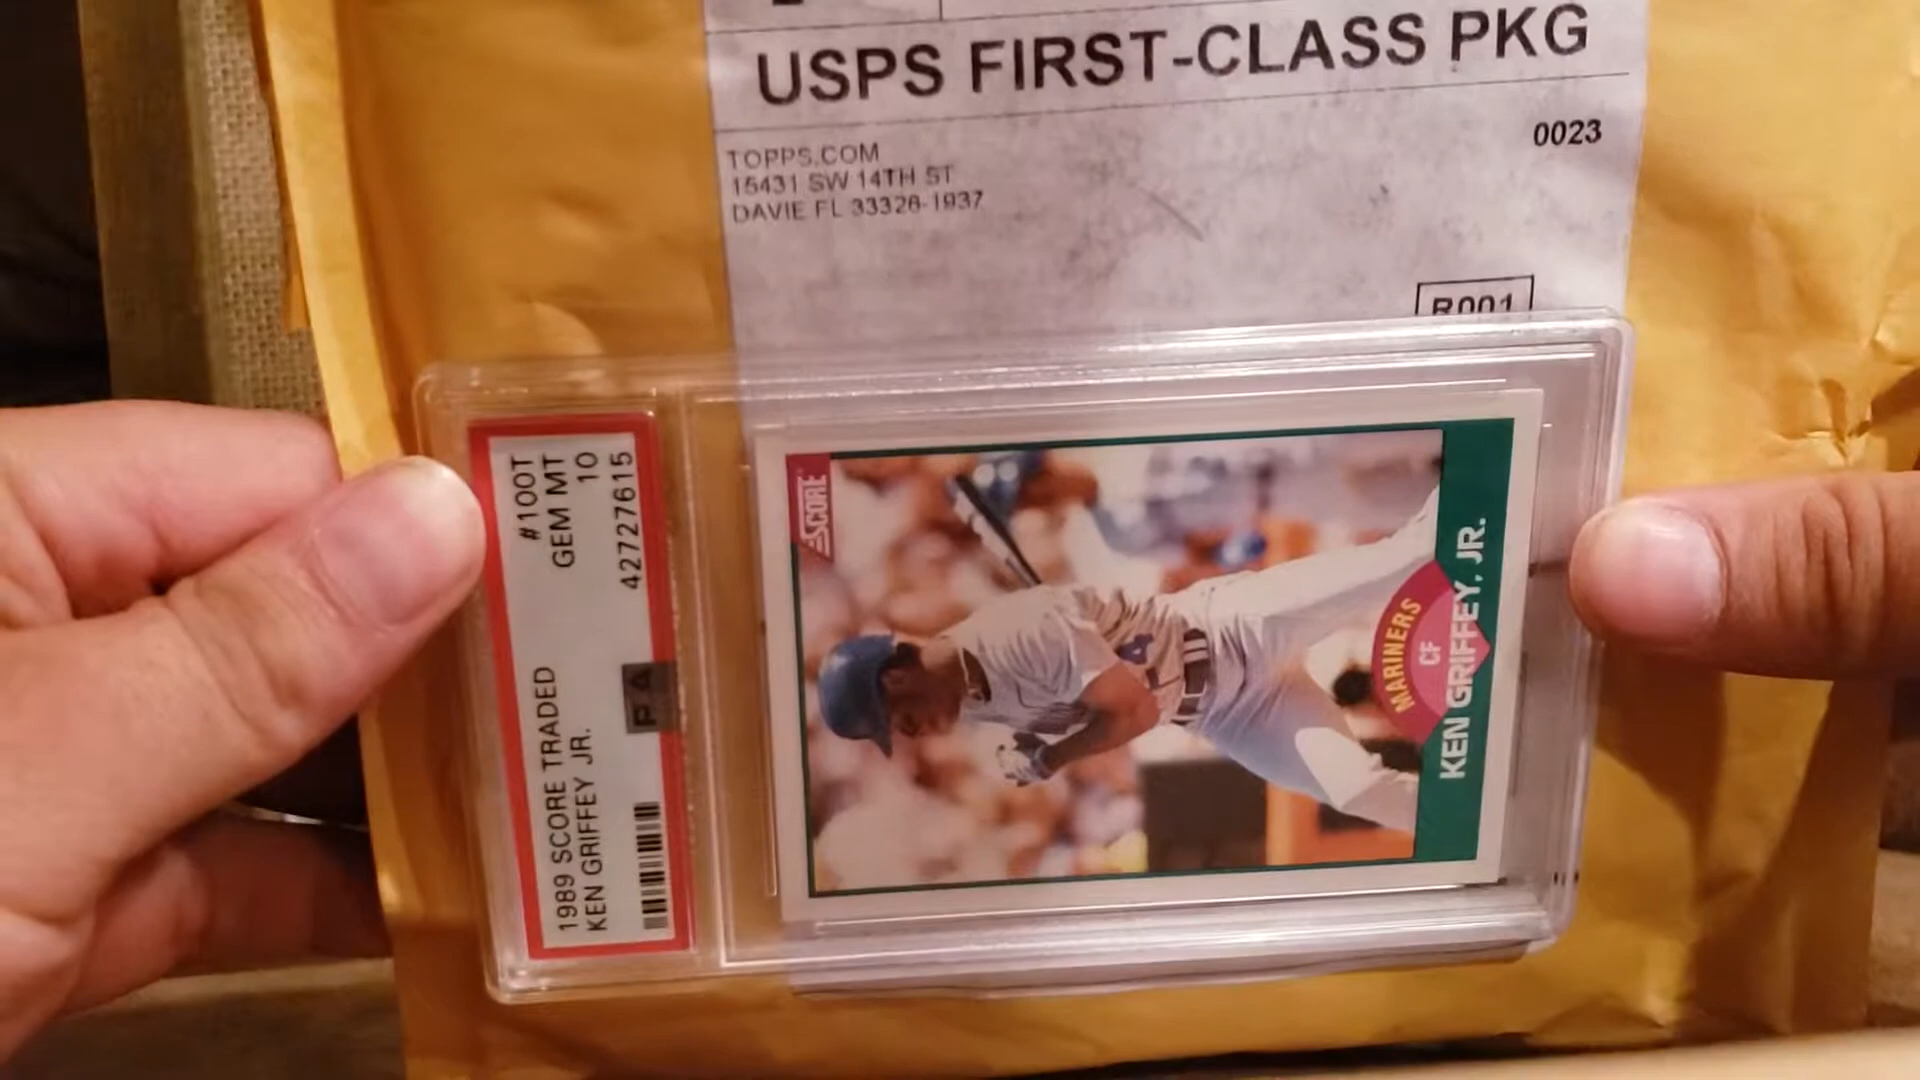 USPS FIRST-CLASS PKG
0023
TOPPS.COM
15431 SW 14TH ST
DAVIE FL 33326-1937
R001
1989 SCORE TRADED #100T
KEN GRIFFEY JR. GEM MT
10
42727615
SCORE
MARINERS
CF
KEN GRIFFEY, JR.